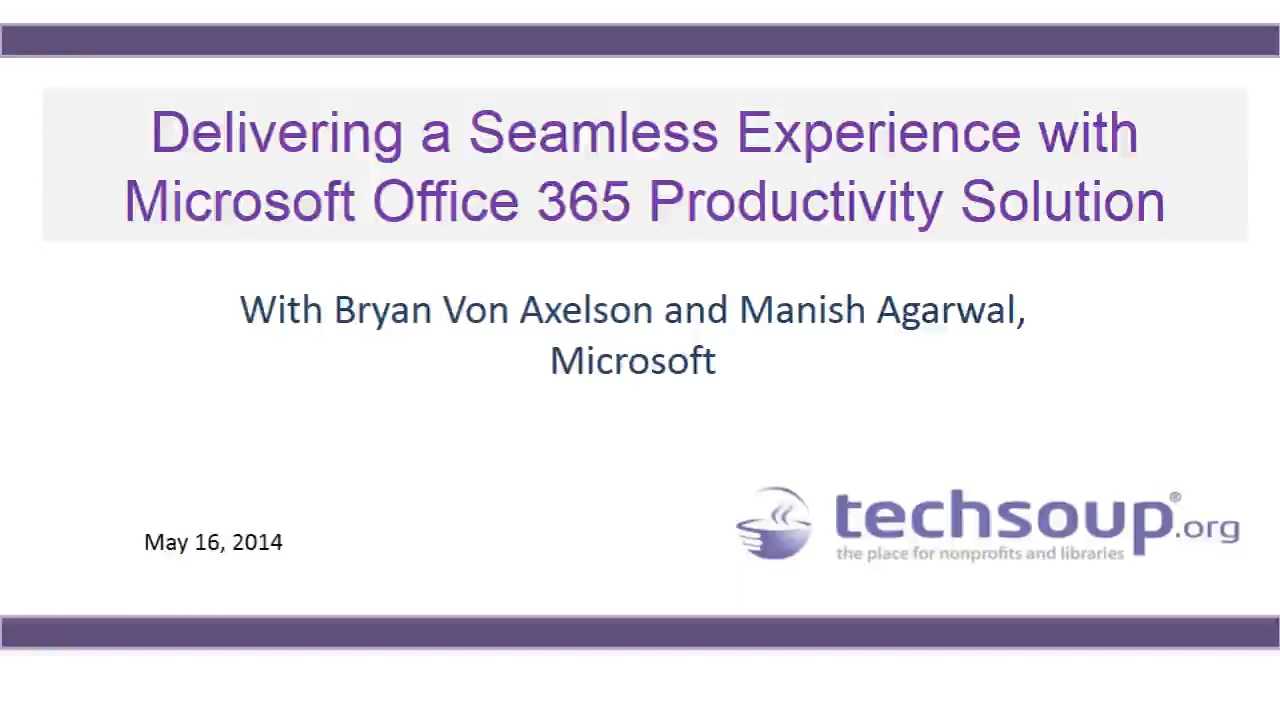 Delivering a Seamless Experience with
Microsoft Office 365 Productivity Solution
With Bryan Von Axelson and Manish Agarwal,
Microsoft
May 16, 2014
techsoup®.org
the place for nonprofits and libraries